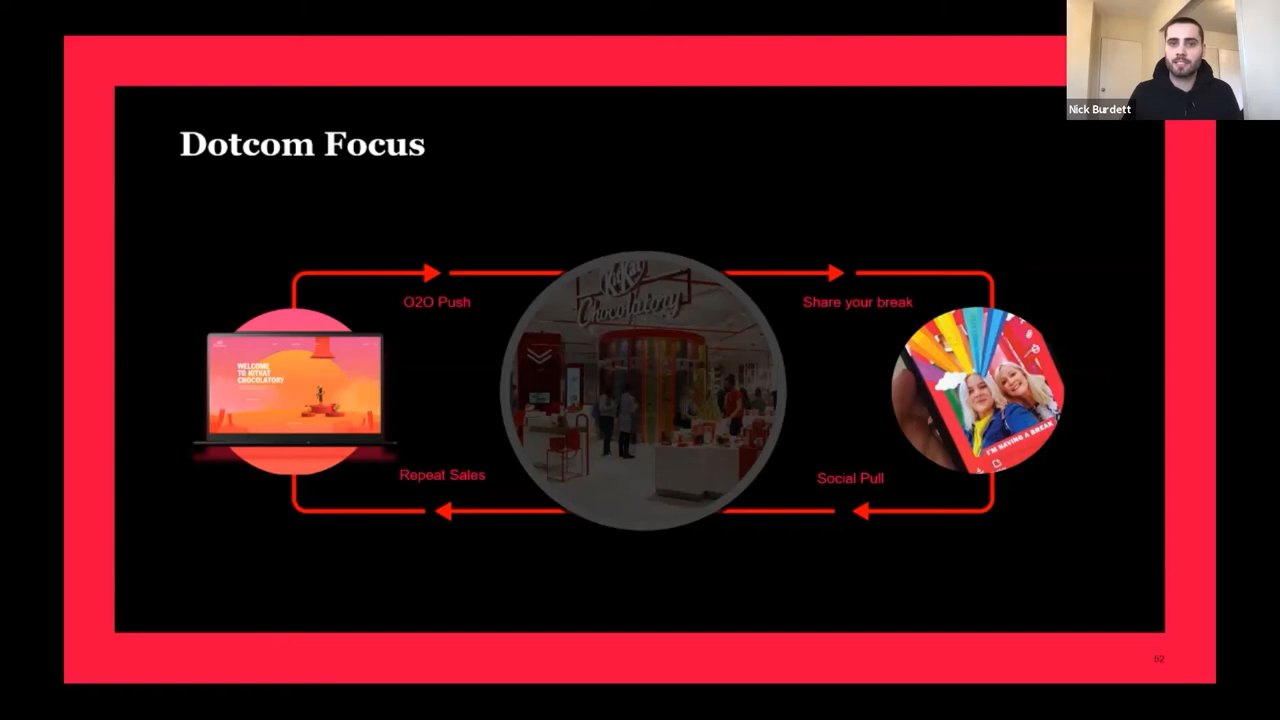 Nick Burdett
Dotcom Focus
O2O Push
Share your break
KitKat
Chocolatory
WELCOME
TO KITKAT
CHOCOLATORY
I'M HAVING A BREAK
Repeat Sales
Social Pull
52